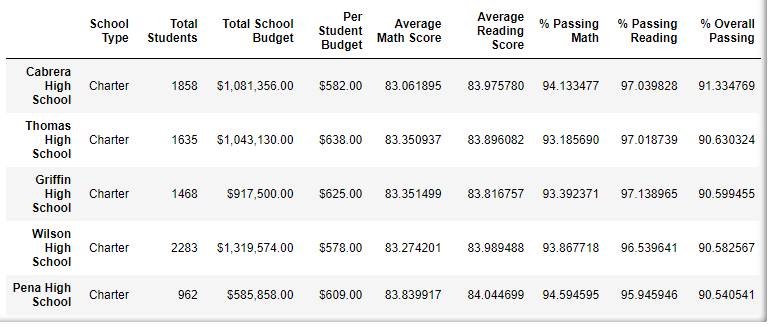 School Type Total Students Total School Budget Per Student Budget Average Math Score Average Reading Score % Passing Math % Passing Reading % Overall Passing
Cabrera High School Charter 1858 $1,081,356.00 $582.00 83.061895 83.975780 94.133477 97.039828 91.334769
Thomas High School Charter 1635 $1,043,130.00 $638.00 83.350937 83.896082 93.185690 97.018739 90.630324
Griffin High School Charter 1468 $917,500.00 $625.00 83.351499 83.816757 93.392371 97.138965 90.599455
Wilson High School Charter 2283 $1,319,574.00 $578.00 83.274201 83.989488 93.867718 96.539641 90.582567
Pena High School Charter 962 $585,858.00 $609.00 83.839917 84.044699 94.594595 95.945946 90.540541